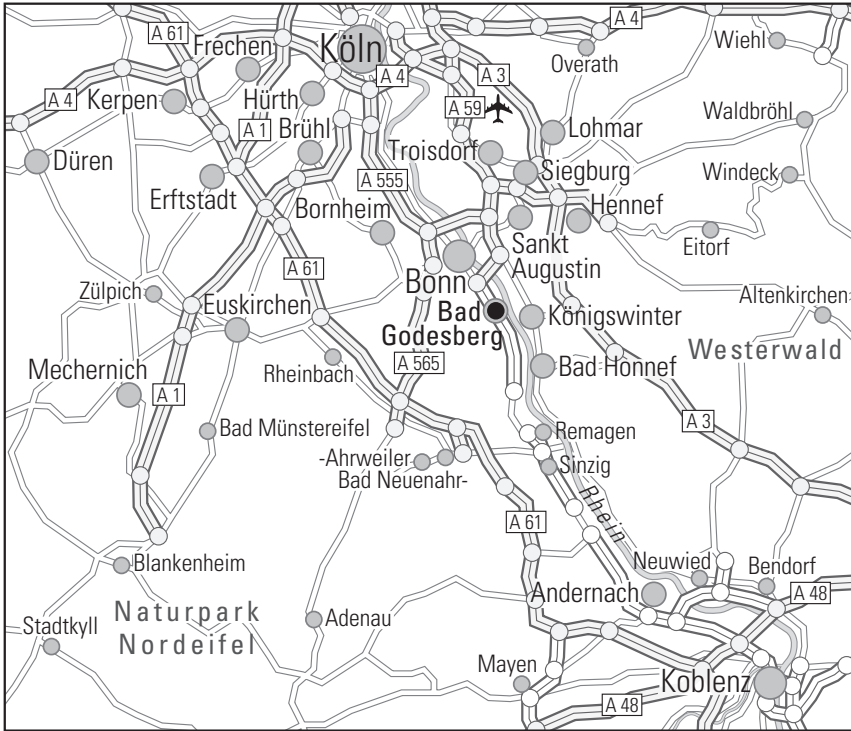 A 61
Köln
A 4
Wiehl
Frechen
Overath
A 4
A 3
A 4
Kerpen
Hürth
A 59
Waldbröhl
A 1
Brühl
Lohmar
Düren
Troisdorf
Siegburg
Windeck
Erftstadt
A 555
Bornheim
Hennef
Eitorf
Sankt
Augustin
A 61
Bonn
Zülpich
Euskirchen
Altenkirchen
Bad
Godesberg
Königswinter
Westerwald
Mechernich
Rheinbach
A 565
Bad Honnef
A 1
A 3
Bad Münstereifel
Remagen
-Ahrweiler
Bad Neuenahr-
Sinzig
Rhein
A 61
Blankenheim
Neuwied
Bendorf
Andernach
A 48
Naturpark
Nordeifel
Adenau
Stadtkyll
Mayen
Koblenz
A 48